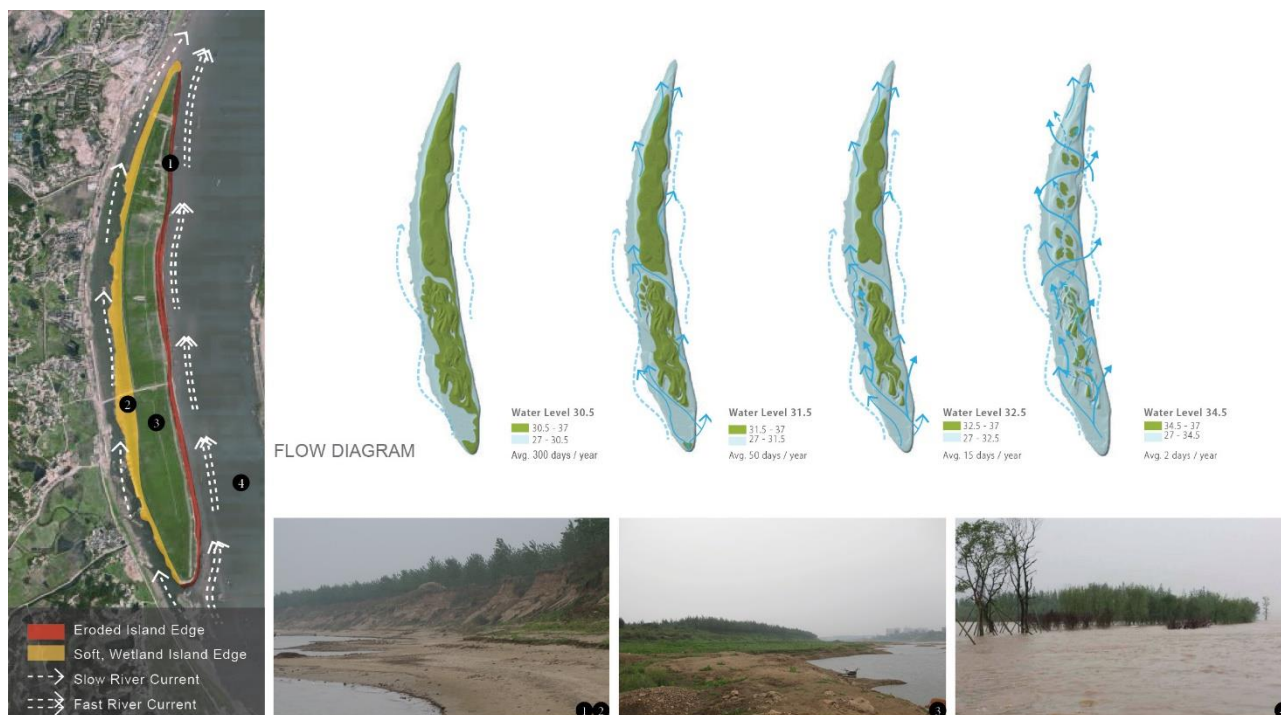 1
2
3
4
Eroded Island Edge
Soft, Wetland Island Edge
Slow River Current
Fast River Current
FLOW DIAGRAM
Water Level 30.5
30.5 - 37
27 - 30.5
Avg. 300 days / year
Water Level 31.5
31.5 - 37
27 - 31.5
Avg. 50 days / year
Water Level 32.5
32.5 - 37
27 - 32.5
Avg. 15 days / year
Water Level 34.5
34.5 - 37
27 - 34.5
Avg. 2 days / year
1, 2
3